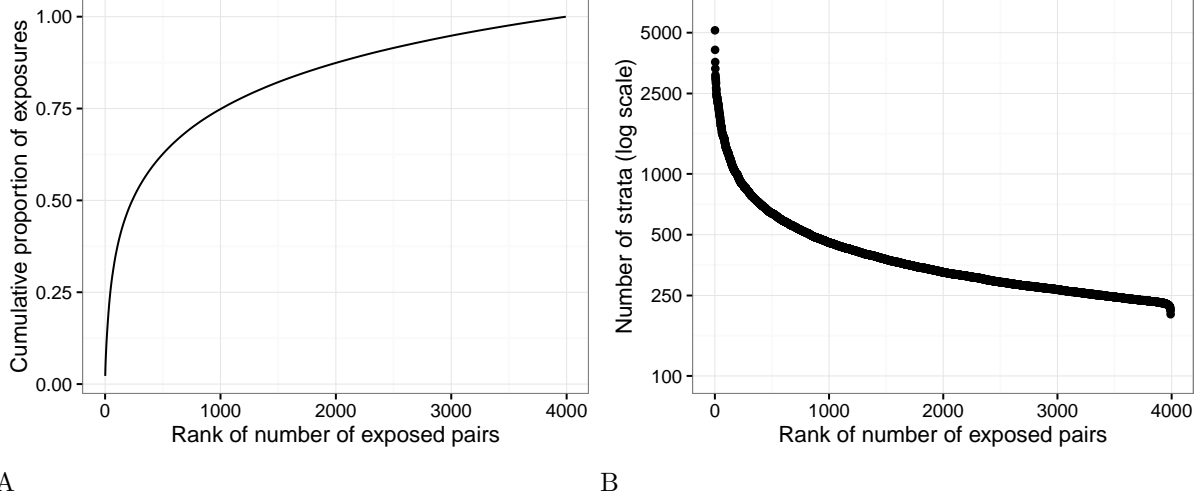 Cumulative proportion of exposures
1.00
0.75
0.50
0.25
0.00
0 1000 2000 3000 4000
Rank of number of exposed pairs
A
Number of strata (log scale)
5000
2500
1000
500
250
100
0 1000 2000 3000 4000
Rank of number of exposed pairs
B